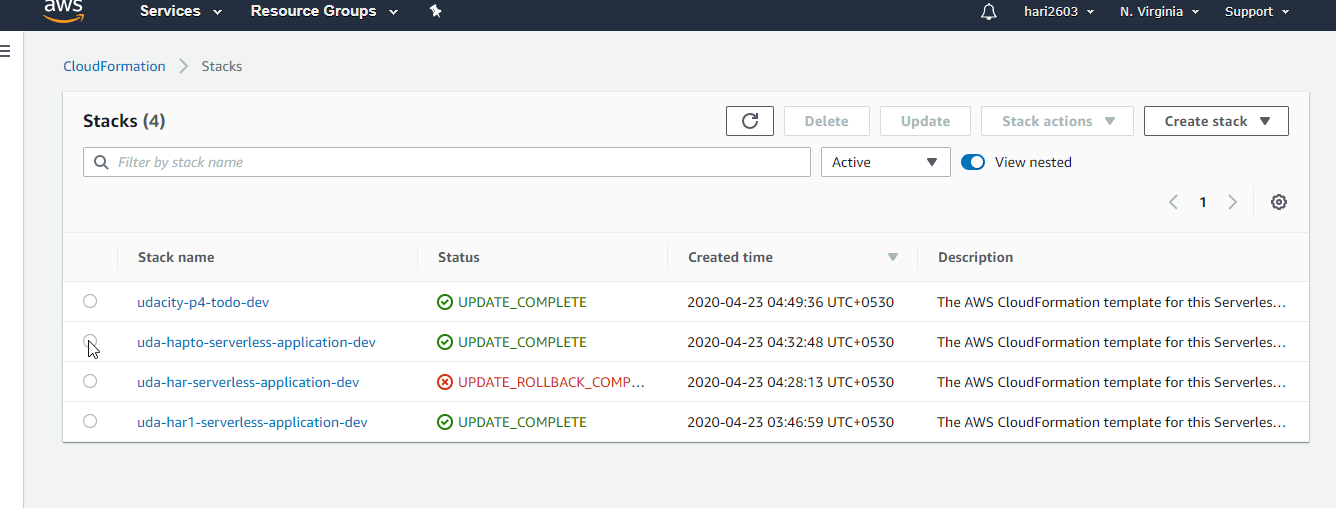 aws Services Resource Groups hari2603 N. Virginia Support
CloudFormation Stacks
Stacks (4) Delete Update Stack actions Create stack
Filter by stack name Active View nested
1
Stack name Status Created time Description
udacity-p4-todo-dev UPDATE_COMPLETE 2020-04-23 04:49:36 UTC+0530 The AWS CloudFormation template for this Serverles...
uda-hapto-serverless-application-dev UPDATE_COMPLETE 2020-04-23 04:32:48 UTC+0530 The AWS CloudFormation template for this Serverles...
uda-har-serverless-application-dev UPDATE_ROLLBACK_COMP... 2020-04-23 04:28:13 UTC+0530 The AWS CloudFormation template for this Serverles...
uda-har1-serverless-application-dev UPDATE_COMPLETE 2020-04-23 03:46:59 UTC+0530 The AWS CloudFormation template for this Serverles...